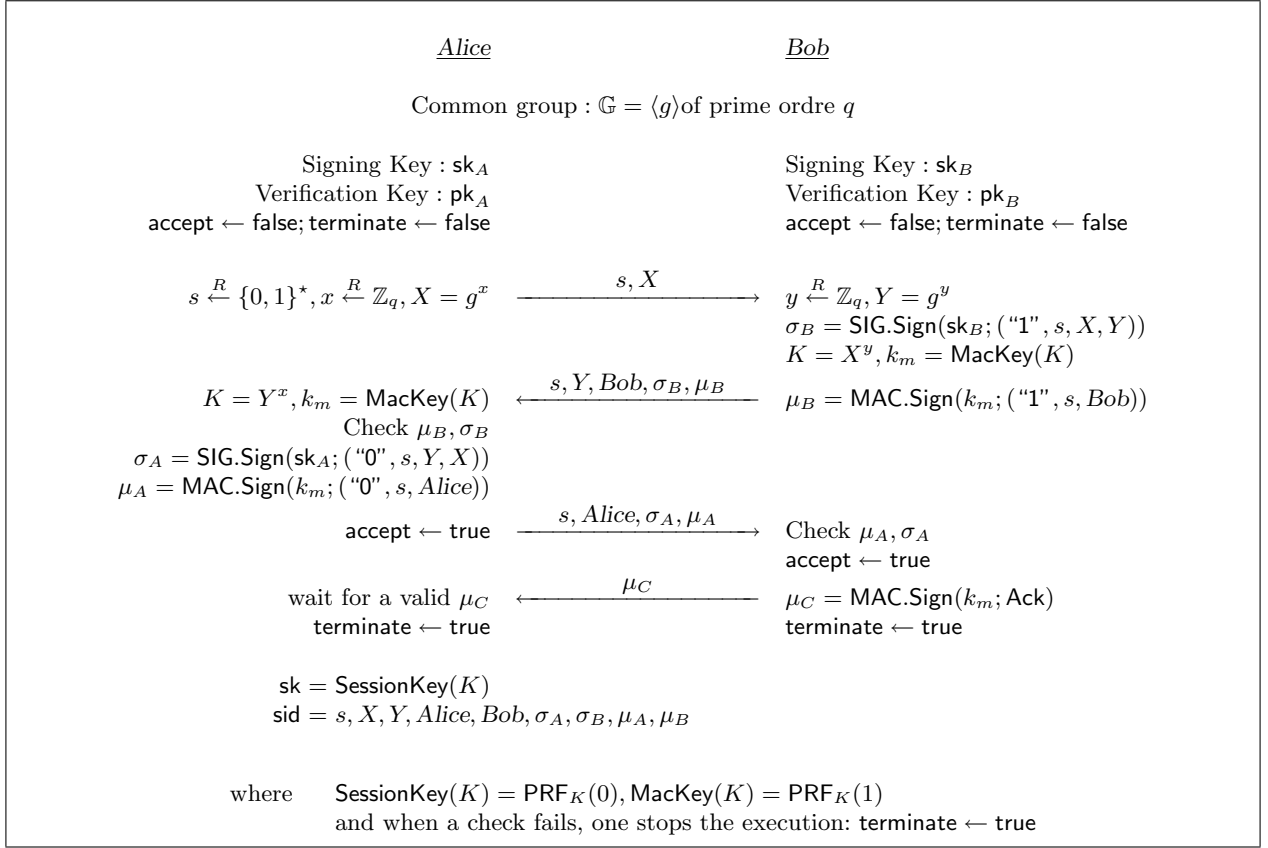 Alice Bob
Common group : 𝔾 = ⟨g⟩of prime ordre q
Signing Key : sk_A Signing Key : sk_B
Verification Key : pk_A Verification Key : pk_B
accept ← false; terminate ← false accept ← false; terminate ← false
s ←^R {0, 1}^⋆, x ←^R ℤ_q, X = g^x s, X y ←^R ℤ_q, Y = g^y
σ_B = SIG.Sign(sk_B; ("1", s, X, Y))
K = X^y, k_m = MacKey(K)
K = Y^x, k_m = MacKey(K) s, Y, Bob, σ_B, μ_B μ_B = MAC.Sign(k_m; ("1", s, Bob))
Check μ_B, σ_B
σ_A = SIG.Sign(sk_A; ("0", s, Y, X))
μ_A = MAC.Sign(k_m; ("0", s, Alice))
accept ← true s, Alice, σ_A, μ_A Check μ_A, σ_A
accept ← true
wait for a valid μ_C μ_C μ_C = MAC.Sign(k_m; Ack)
terminate ← true terminate ← true
sk = SessionKey(K)
sid = s, X, Y, Alice, Bob, σ_A, σ_B, μ_A, μ_B
where SessionKey(K) = PRF_K(0), MacKey(K) = PRF_K(1)
and when a check fails, one stops the execution: terminate ← true